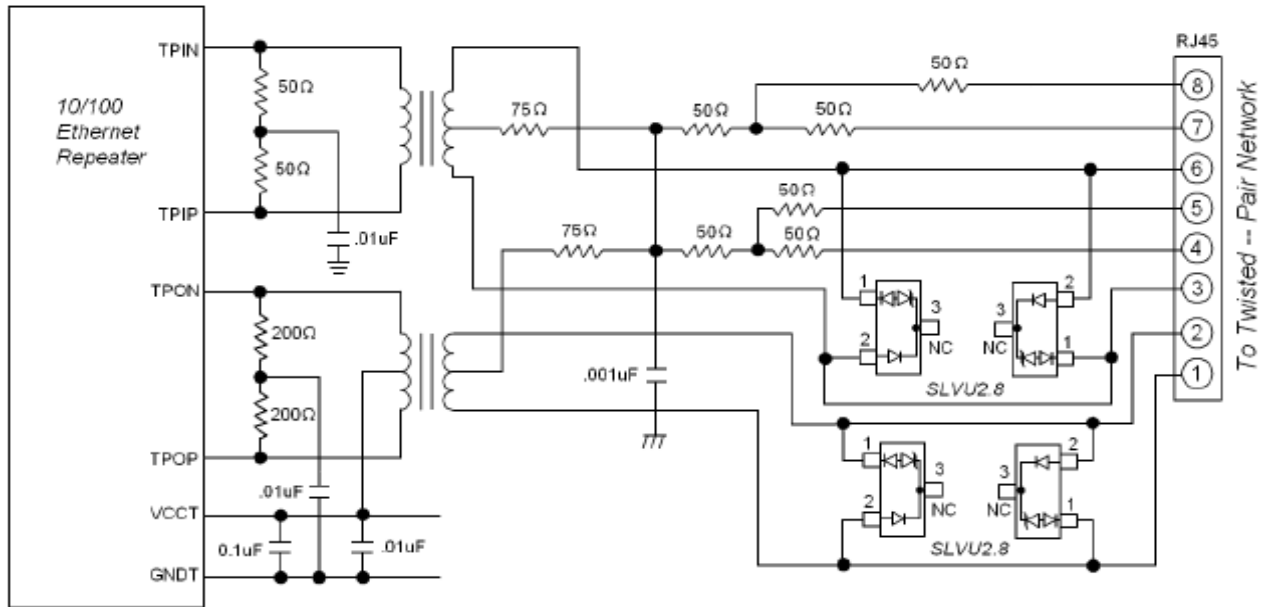 10/100
Ethernet
Repeater
TPIN
TPIP
TPON
TPOP
VCCT
GNDT
50Ω
50Ω
.01uF
200Ω
200Ω
.01uF
0.1uF
.01uF
75Ω
50Ω
50Ω
50Ω
75Ω
50Ω
50Ω
50Ω
.001uF
1
2
3
NC
3
NC
2
1
SLVU2.8
1
2
3
NC
3
NC
2
1
SLVU2.8
RJ45
8
7
6
5
4
3
2
1
To Twisted -- Pair Network